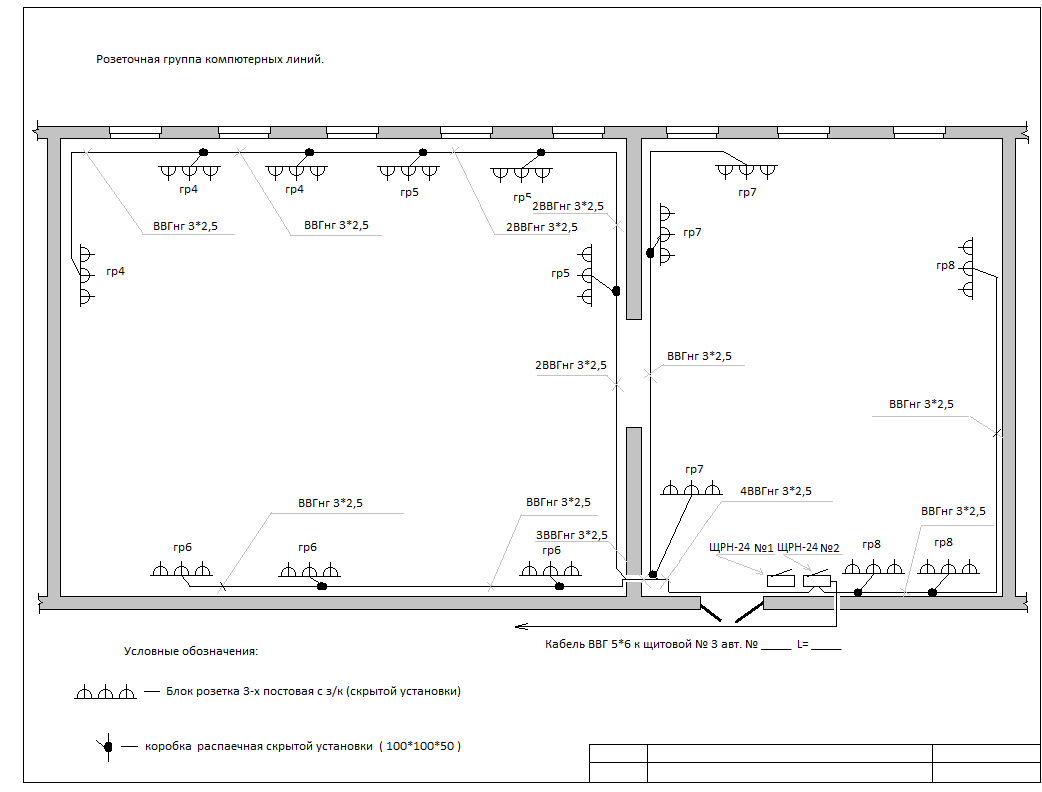 Розеточная группа компютерных линий.
гр4
гр4
гр5
гр5
гр7
ВВГнг 3*2,5
ВВГнг 3*2,5
2ВВГнг 3*2,5
2ВВГнг 3*2,5
гр7
гр4
гр5
гр8
2ВВГнг 3*2,5
ВВГнг 3*2,5
ВВГнг 3*2,5
гр7
ВВГнг 3*2,5
ВВГнг 3*2,5
4ВВГнг 3*2,5
ВВГнг 3*2,5
3ВВГнг 3*2,5
гр6
гр6
гр6
ЩРН-24 №1
ЩРН-24 №2
гр8
гр8
Кабель ВВГ 5*6 к щитовой № 3 авт. № _____ L= _____
Условные обозначения:
Блок розетка 3-х постовая с з/к (скрытой установки)
коробка распаечная скрытой установки ( 100*100*50 )